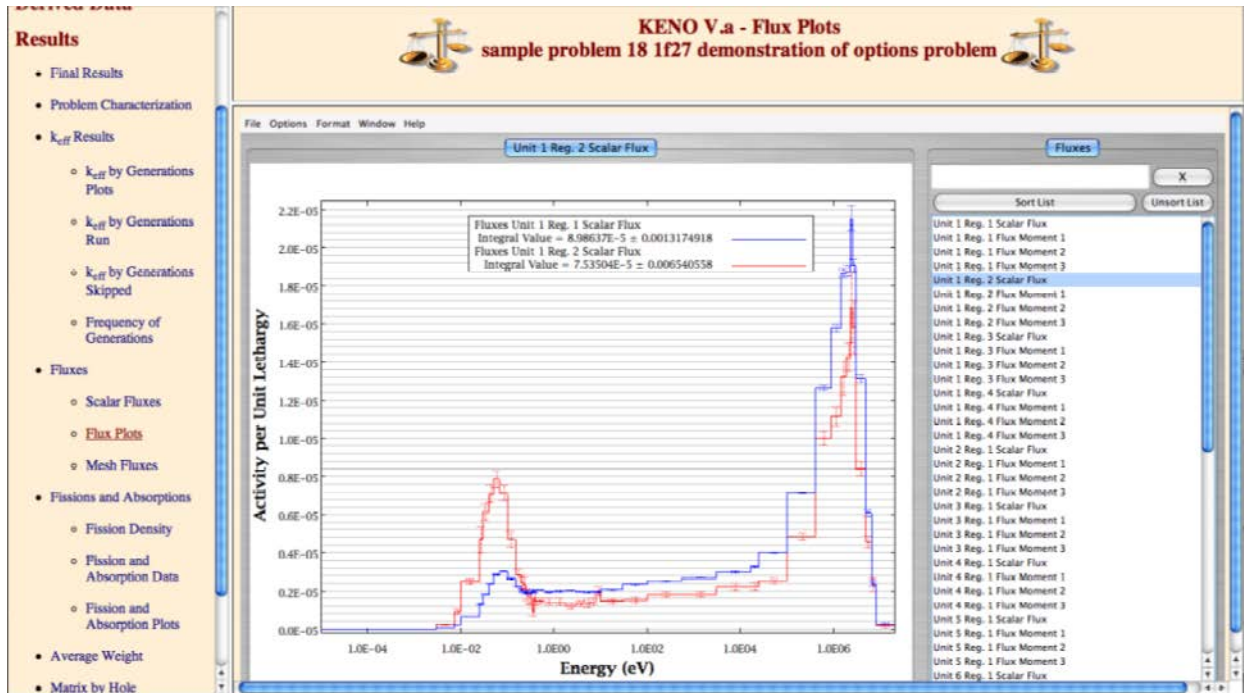 Derived Data
Results
Final Results
Problem Characterization
keff Results
keff by Generations
Plots
keff by Generations
Run
keff by Generations
Skipped
Frequency of
Generations
Fluxes
Scalar Fluxes
Flux Plots
Mesh Fluxes
Fissions and Absorptions
Fission Density
Fission and
Absorption Data
Fission and
Absorption Plots
Average Weight
Matrix by Hole
KENO V.a - Flux Plots
sample problem 18 1f27 demonstration of options problem
File Options Format Window Help
Unit 1 Reg. 2 Scalar Flux
2.2E-05
2.0E-05
1.8E-05
1.6E-05
1.4E-05
1.2E-05
1.0E-05
0.8E-05
0.6E-05
0.4E-05
0.2E-05
0.0E-05
Activity per Unit Lethargy
Fluxes Unit 1 Reg. 1 Scalar Flux
Integral Value = 8.98637E-5 ± 0.0013174918
Fluxes Unit 1 Reg. 2 Scalar Flux
Integral Value = 7.53504E-5 ± 0.006540558
1.0E-04 1.0E-02 1.0E00 1.0E02 1.0E04 1.0E06
Energy (eV)
Fluxes
X
Sort List Unsort List
Unit 1 Reg. 1 Scalar Flux
Unit 1 Reg. 1 Flux Moment 1
Unit 1 Reg. 1 Flux Moment 2
Unit 1 Reg. 1 Flux Moment 3
Unit 1 Reg. 2 Scalar Flux
Unit 1 Reg. 2 Flux Moment 1
Unit 1 Reg. 2 Flux Moment 2
Unit 1 Reg. 2 Flux Moment 3
Unit 1 Reg. 3 Scalar Flux
Unit 1 Reg. 3 Flux Moment 1
Unit 1 Reg. 3 Flux Moment 2
Unit 1 Reg. 3 Flux Moment 3
Unit 1 Reg. 4 Scalar Flux
Unit 1 Reg. 4 Flux Moment 1
Unit 1 Reg. 4 Flux Moment 2
Unit 1 Reg. 4 Flux Moment 3
Unit 2 Reg. 1 Scalar Flux
Unit 2 Reg. 1 Flux Moment 1
Unit 2 Reg. 1 Flux Moment 2
Unit 2 Reg. 1 Flux Moment 3
Unit 3 Reg. 1 Scalar Flux
Unit 3 Reg. 1 Flux Moment 1
Unit 3 Reg. 1 Flux Moment 2
Unit 3 Reg. 1 Flux Moment 3
Unit 4 Reg. 1 Scalar Flux
Unit 4 Reg. 1 Flux Moment 1
Unit 4 Reg. 1 Flux Moment 2
Unit 4 Reg. 1 Flux Moment 3
Unit 5 Reg. 1 Scalar Flux
Unit 5 Reg. 1 Flux Moment 1
Unit 5 Reg. 1 Flux Moment 2
Unit 5 Reg. 1 Flux Moment 3
Unit 6 Reg. 1 Scalar Flux